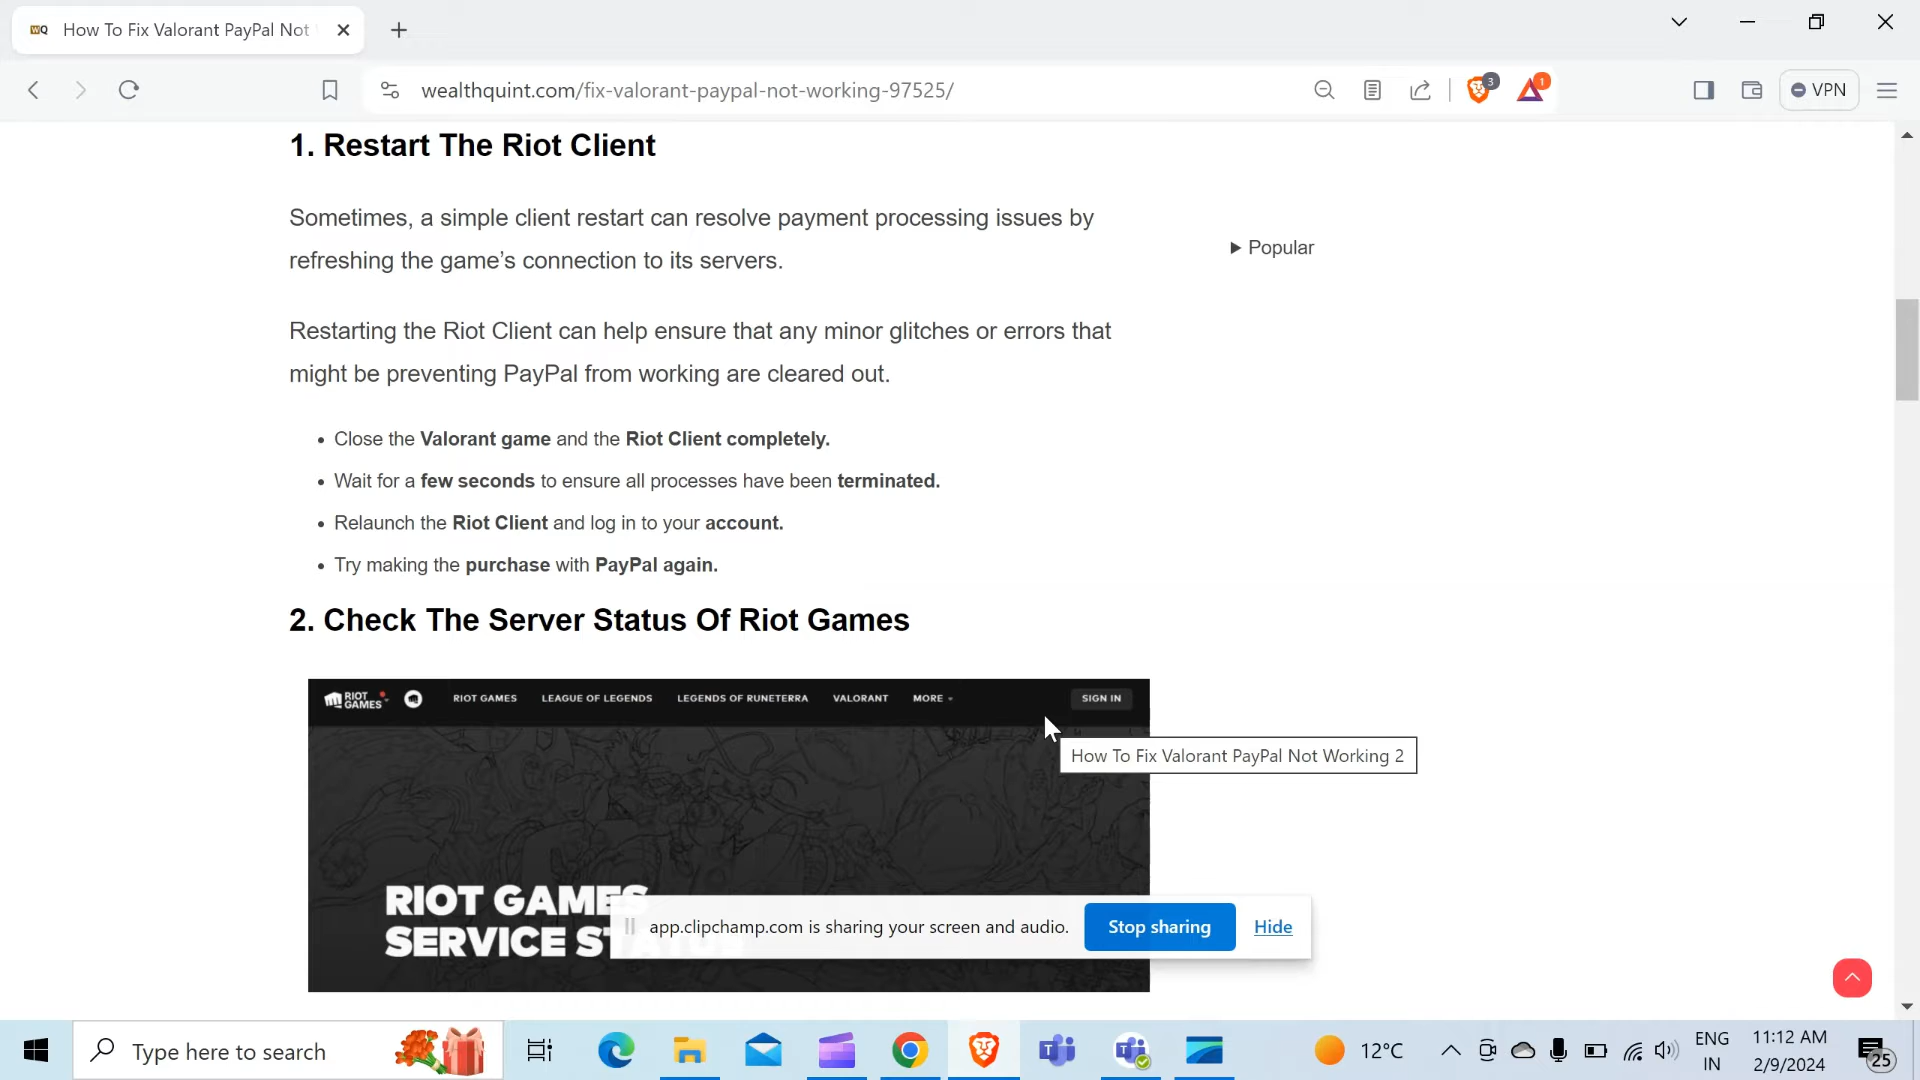 How To Fix Valorant PayPal Not
wealthquint.com/fix-valorant-paypal-not-working-97525/
3
1
VPN
1. Restart The Riot Client
Sometimes, a simple client restart can resolve payment processing issues by
refreshing the game's connection to its servers.
Popular
Restarting the Riot Client can help ensure that any minor glitches or errors that
might be preventing PayPal from working are cleared out.
Close the Valorant game and the Riot Client completely.
Wait for a few seconds to ensure all processes have been terminated.
Relaunch the Riot Client and log in to your account.
Try making the purchase with PayPal again.
2. Check The Server Status Of Riot Games
RIOT GAMES
RIOT GAMES LEAGUE OF LEGENDS LEGENDS OF RUNETERRA VALORANT MORE SIGN IN
How To Fix Valorant PayPal Not Working 2
RIOT GAMES
SERVICE STATUS
app.clipchamp.com is sharing your screen and audio. Stop sharing Hide
Type here to search
12°C
ENG
IN
11:12 AM
2/9/2024
25